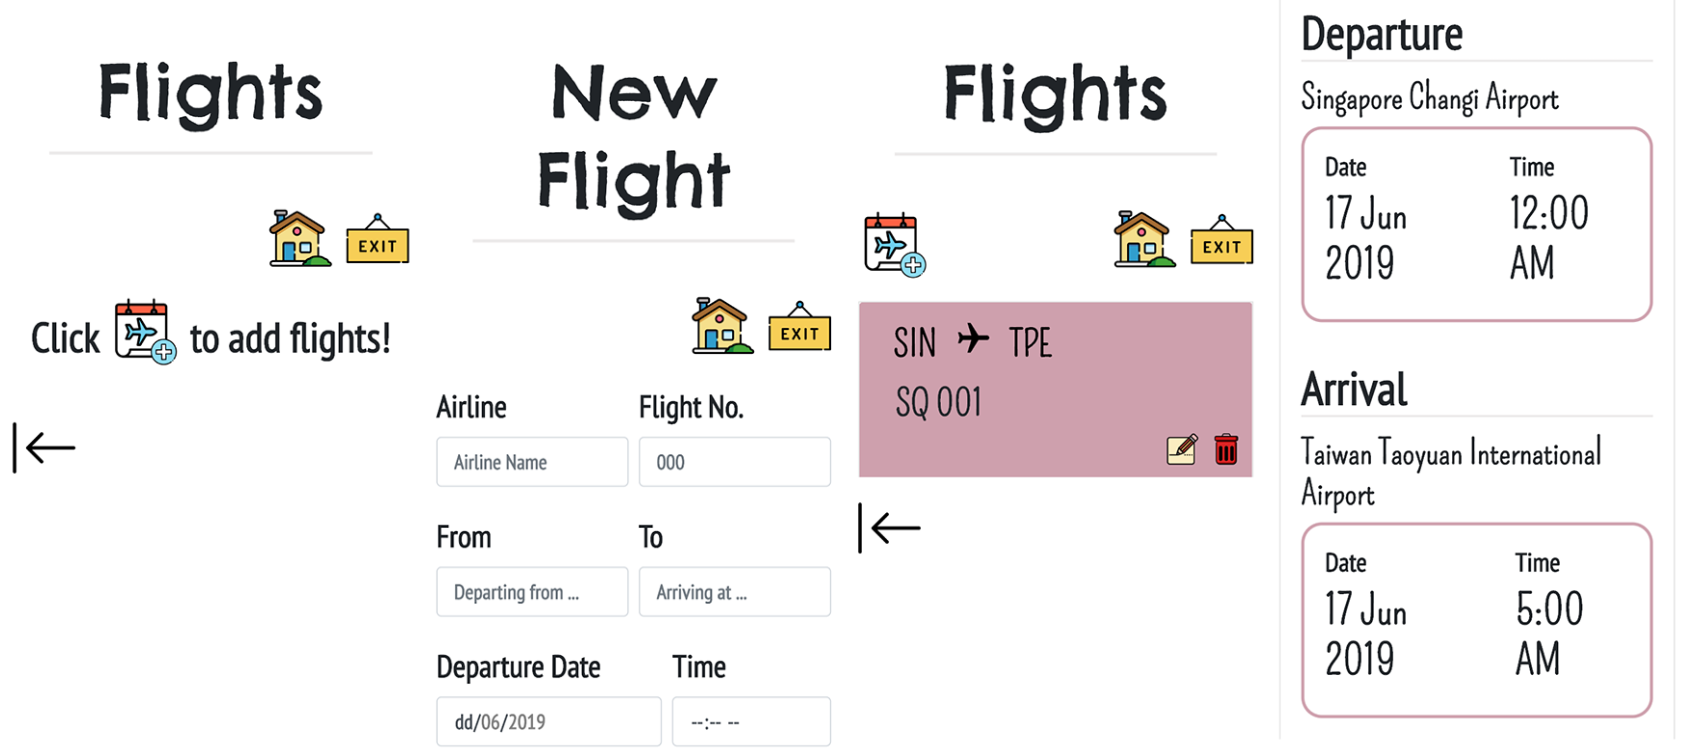 Flights
EXIT
Click to add flights!
New
Flight
EXIT
Airline Flight No.
Airline Name 000
From To
Departing from ... Arriving at ...
Departure Date Time
dd/06/2019 --:-- --
Flights
EXIT
SIN TPE
SQ 001
Departure
Singapore Changi Airport
Date Time
17 Jun 12:00
2019 AM
Arrival
Taiwan Taoyuan International
Airport
Date Time
17 Jun 5:00
2019 AM